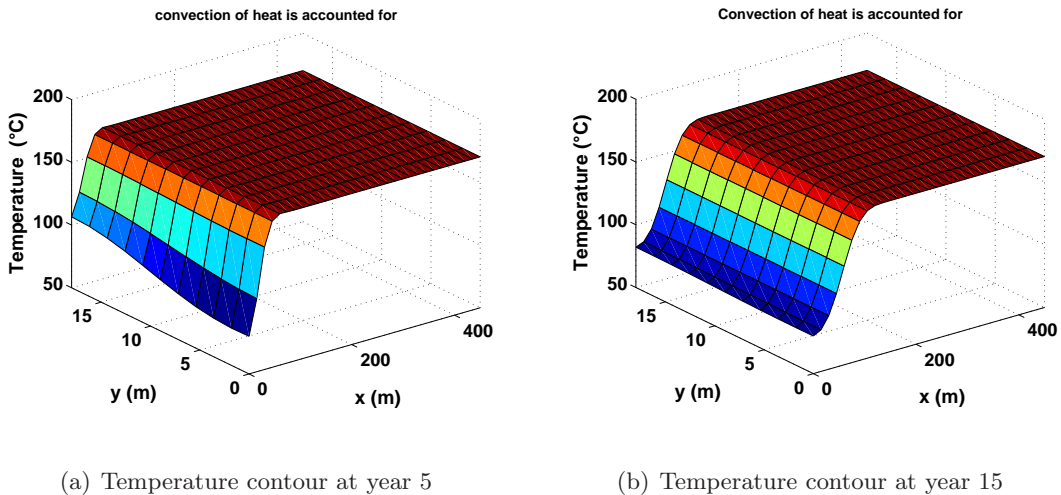 convection of heat is accounted for
Temperature (°C)
200
150
100
50
15
10
5
0
y (m)
0
200
400
x (m)
(a) Temperature contour at year 5
Convection of heat is accounted for
Temperature (°C)
200
150
100
50
15
10
5
0
y (m)
0
200
400
x (m)
(b) Temperature contour at year 15